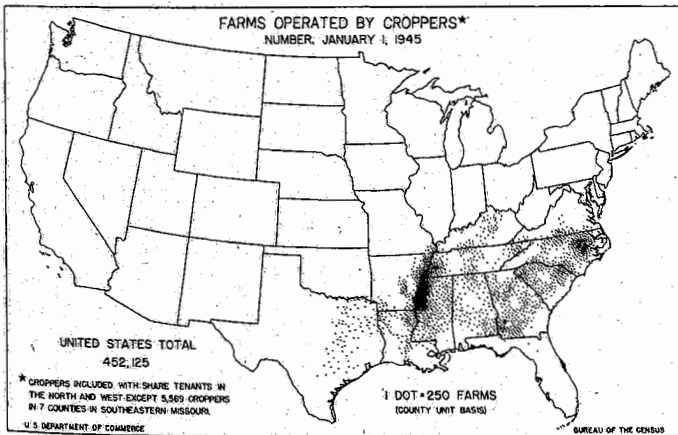 FARMS OPERATED BY CROPPERS*
NUMBER, JANUARY 1, 1945
UNITED STATES TOTAL
452,125
* CROPPERS INCLUDED WITH SHARE TENANTS IN
THE NORTH AND WEST EXCEPT 5,569 CROPPERS
IN 7 COUNTIES IN SOUTHEASTERN MISSOURI.
1 DOT = 250 FARMS
(COUNTY UNIT BASIS)
U S DEPARTMENT OF COMMERCE
BUREAU OF THE CENSUS